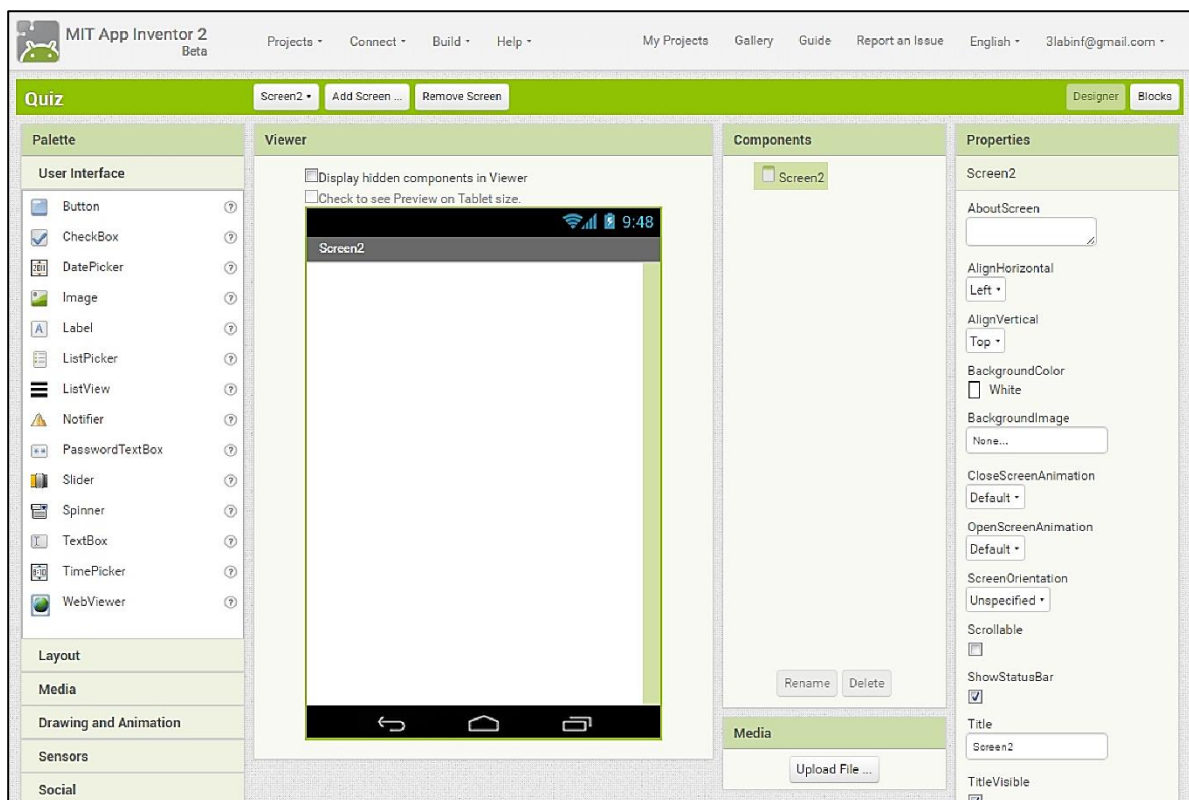 MIT App Inventor 2
Beta
Projects Connect Build Help My Projects Gallery Guide Report an Issue English 3labinf@gmail.com
Quiz Screen2 Add Screen ... Remove Screen Designer Blocks
Palette
User Interface
Button
CheckBox
DatePicker
Image
Label
ListPicker
ListView
Notifier
PasswordTextBox
Slider
Spinner
TextBox
TimePicker
WebViewer
Layout
Media
Drawing and Animation
Sensors
Social
Viewer
Display hidden components in Viewer
Check to see Preview on Tablet size.
9:48
Screen2
Components
Screen2
Rename Delete
Media
Upload File ...
Properties
Screen2
AboutScreen
AlignHorizontal
Left
AlignVertical
Top
BackgroundColor
White
BackgroundImage
None...
CloseScreenAnimation
Default
OpenScreenAnimation
Default
ScreenOrientation
Unspecified
Scrollable
ShowStatusBar
Title
Screen2
TitleVisible